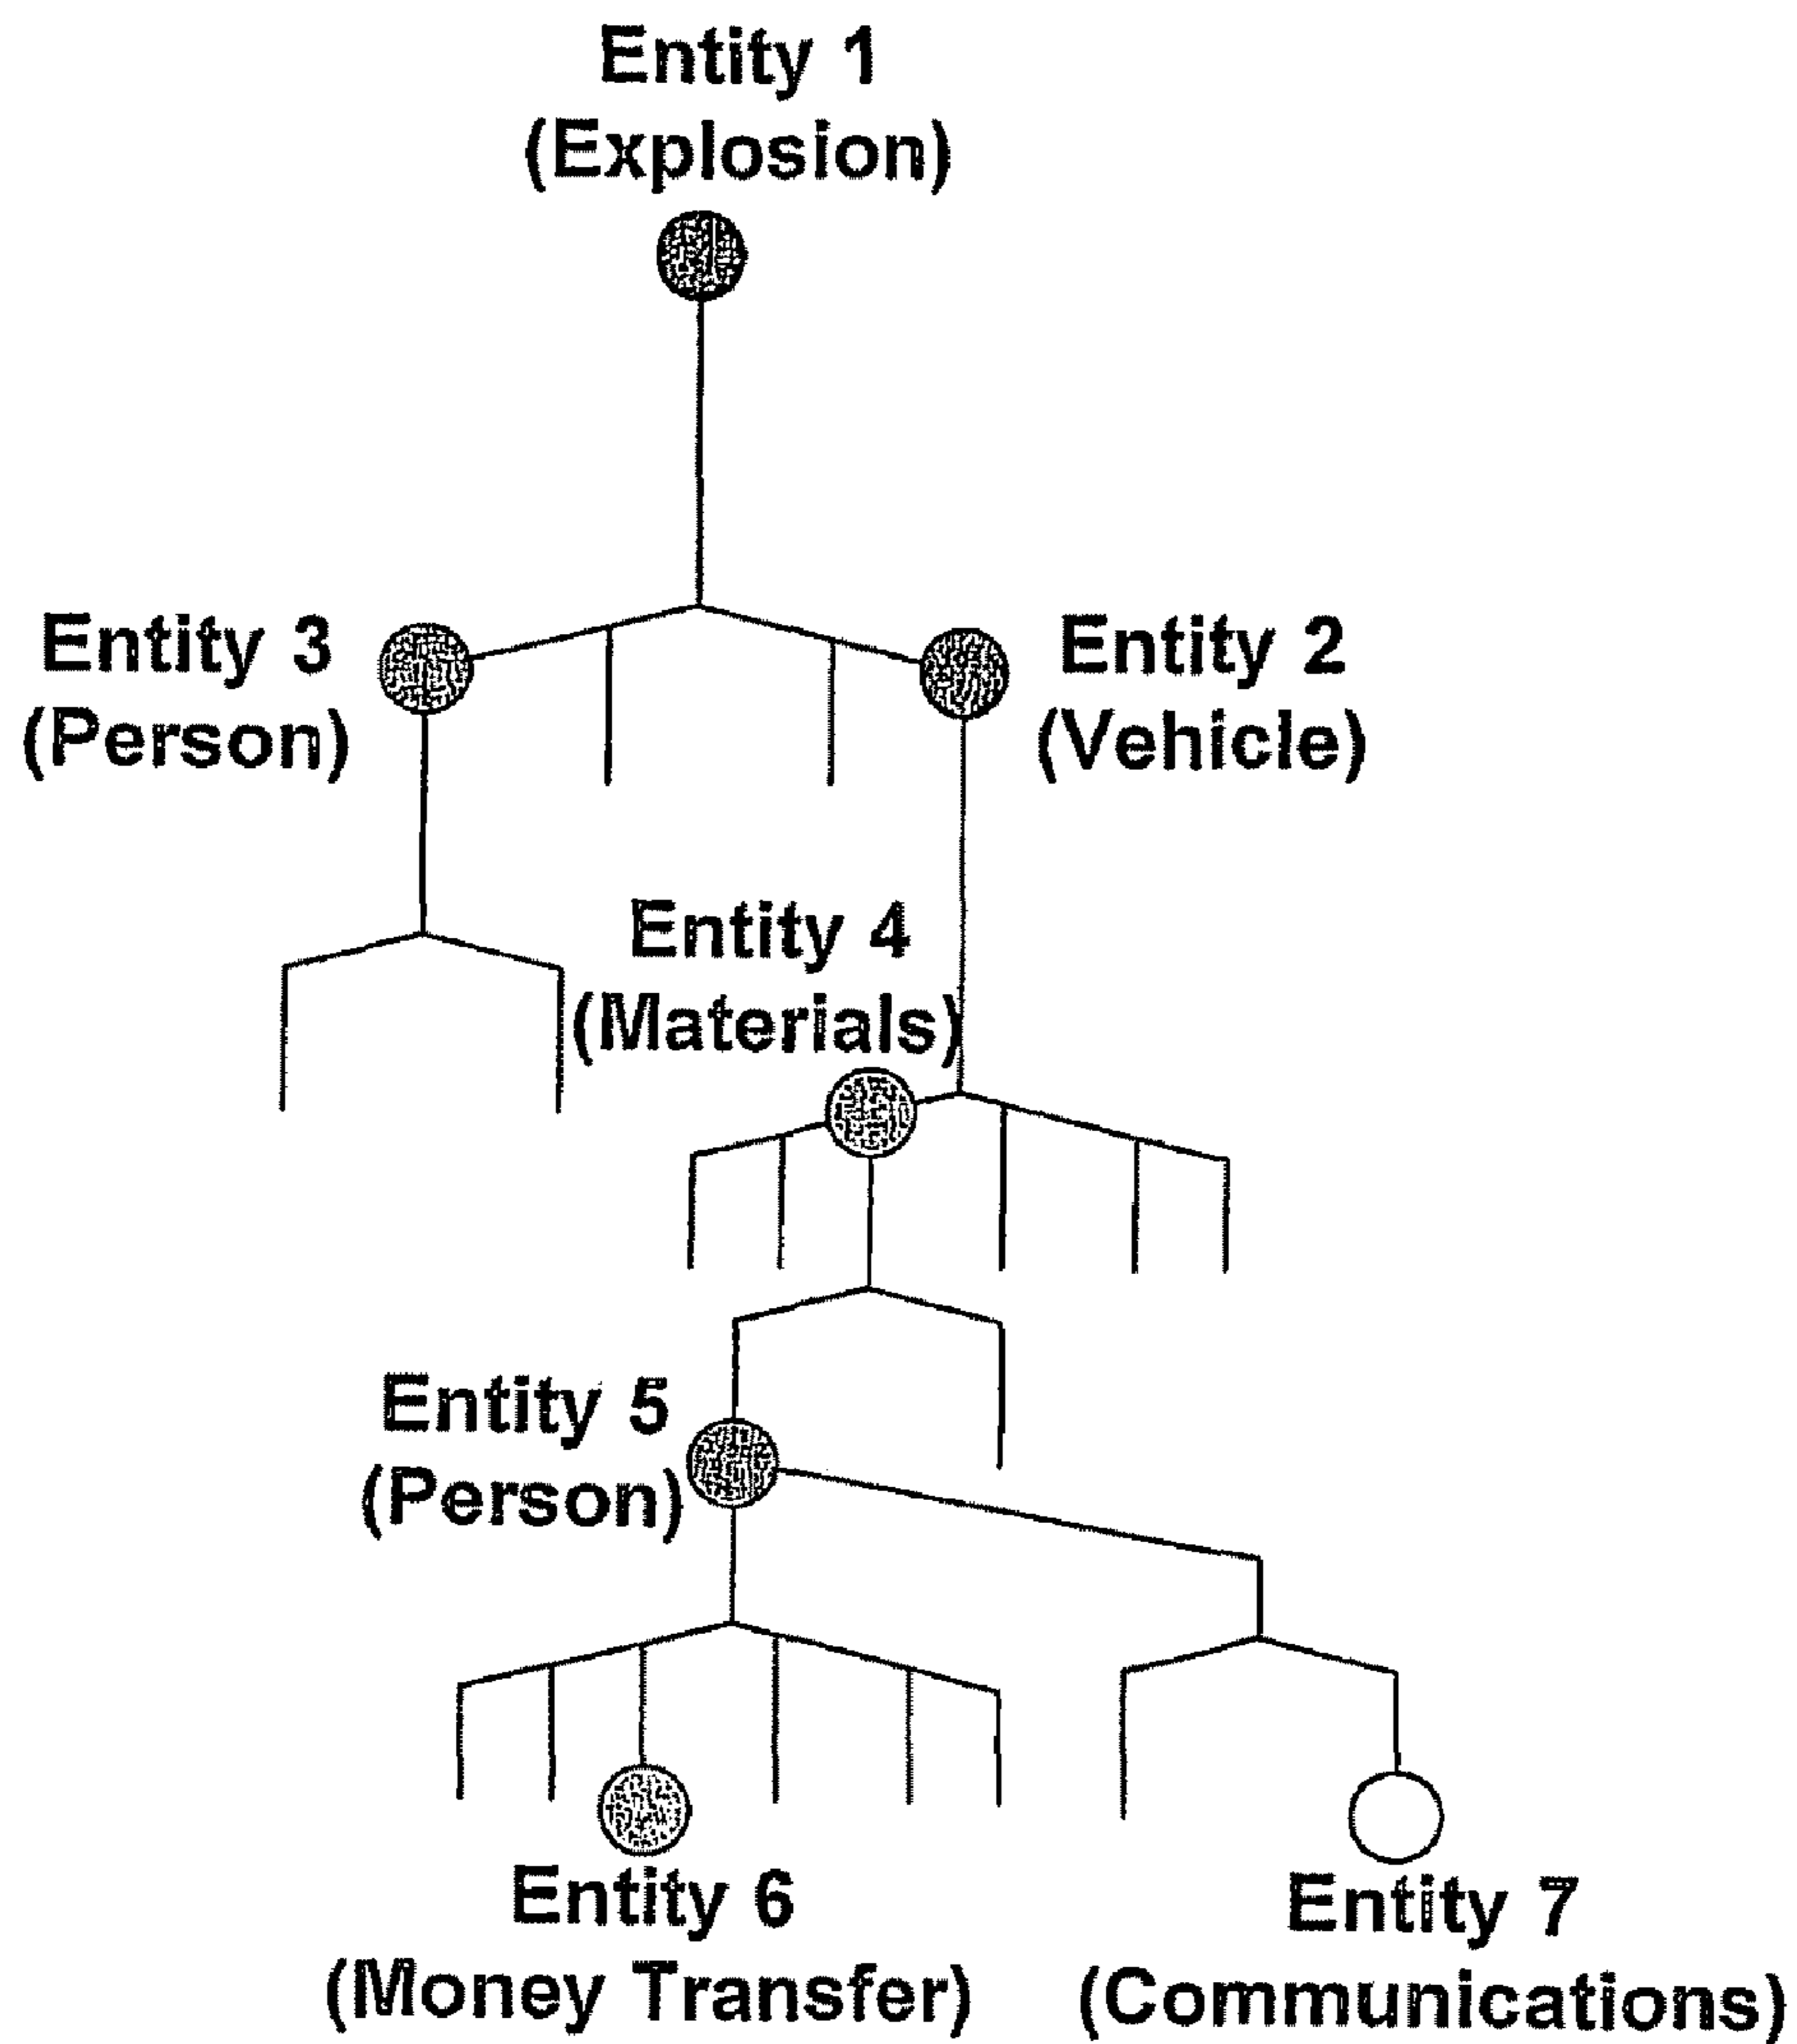 Entity 1
(Explosion)
Entity 3
(Person)
Entity 2
(Vehicle)
Entity 4
(Materials)
Entity 5
(Person)
Entity 6
(Money Transfer)
Entity 7
(Communications)